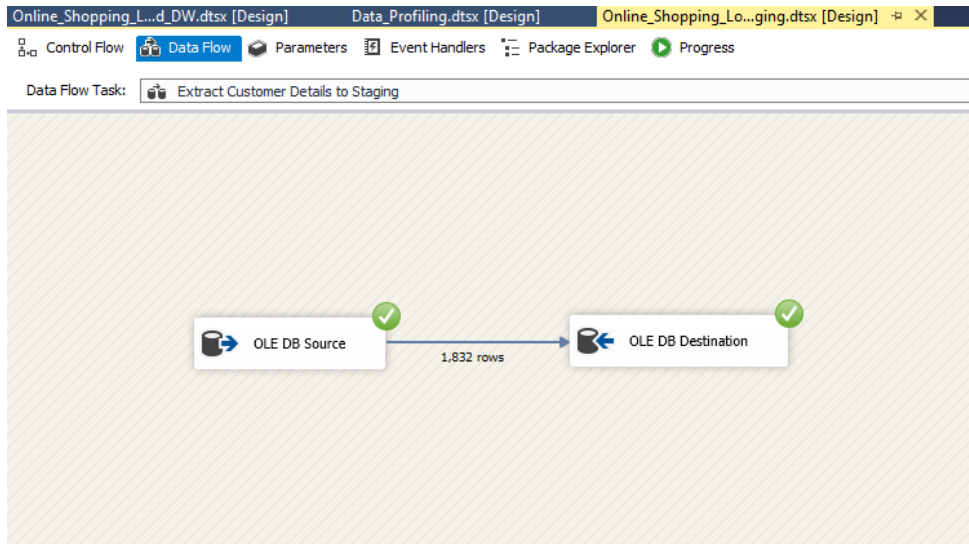 Online_Shopping_L...d_DW.dtsx [Design] Data_Profiling.dtsx [Design] Online_Shopping_Lo...ging.dtsx [Design]
Control Flow Data Flow Parameters Event Handlers Package Explorer Progress
Data Flow Task: Extract Customer Details to Staging
OLE DB Source OLE DB Destination
1,832 rows